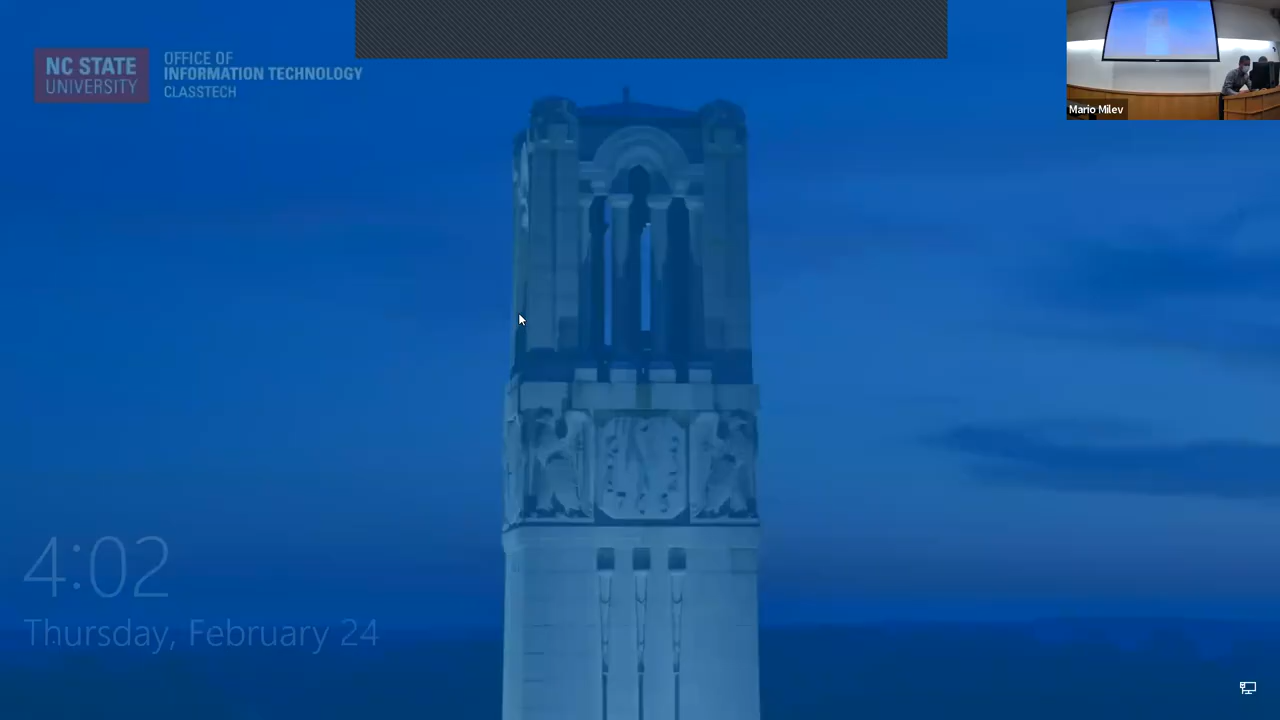 NC STATE
UNIVERSITY
OFFICE OF
INFORMATION TECHNOLOGY
CLASSTECH
Mario Milev
4:02
Thursday, February 24